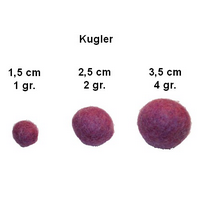 Kugler
1,5 cm 2,5 cm 3,5 cm
1 gr. 2 gr. 4 gr.